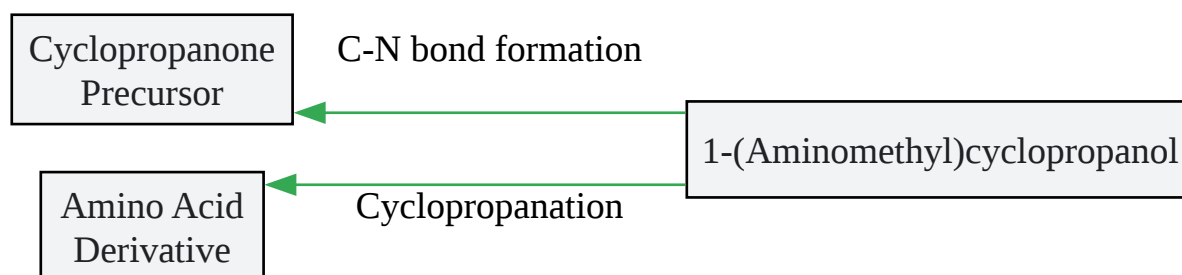 Cyclopropanone
Precursor
C-N bond formation
1-(Aminomethyl)cyclopropanol
Amino Acid
Derivative
Cyclopropanation